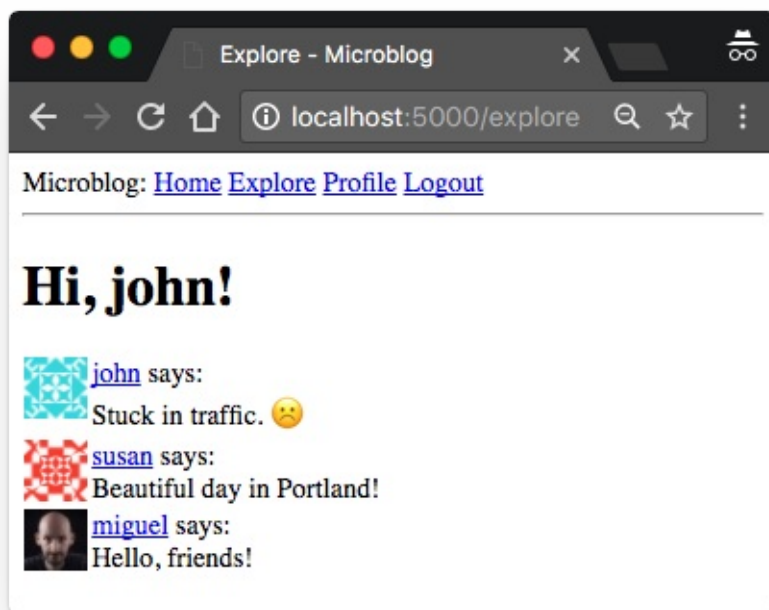 Explore - Microblog
localhost:5000/explore
Microblog: Home Explore Profile Logout
Hi, john!
john says:
Stuck in traffic. ☹️
susan says:
Beautiful day in Portland!
miguel says:
Hello, friends!